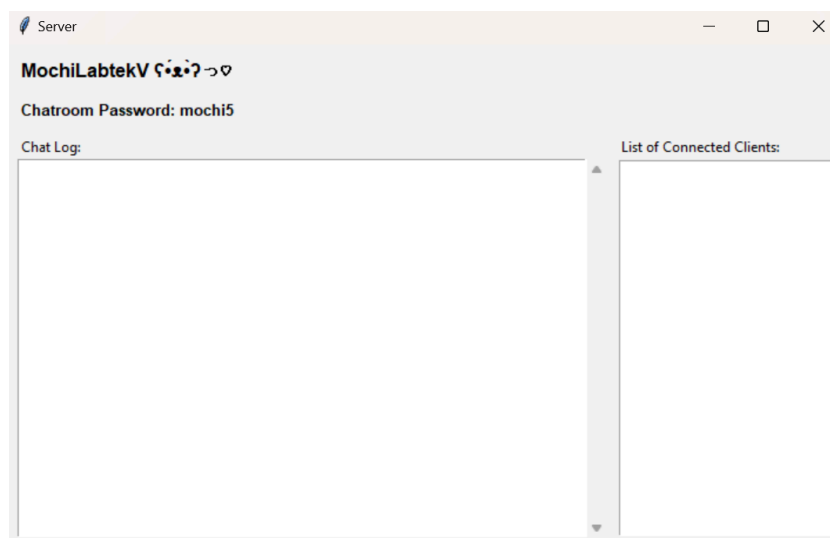 Server
MochiLabtekV ʕ•́ᴥ•̀ʔっ♡
Chatroom Password: mochi5
Chat Log:
List of Connected Clients: